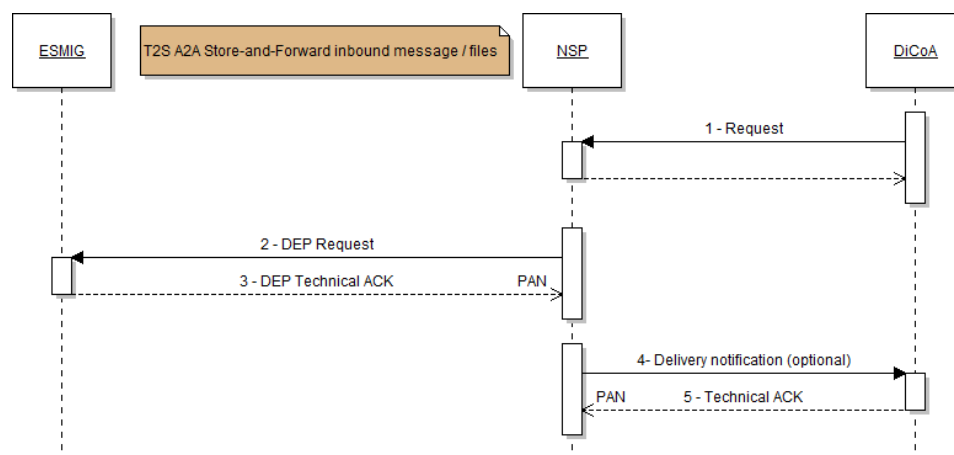 ESMIG
T2S A2A Store-and-Forward inbound message / files
NSP
DiCoA
1 - Request
2 - DEP Request
3 - DEP Technical ACK
PAN
4- Delivery notification (optional)
PAN
5 - Technical ACK